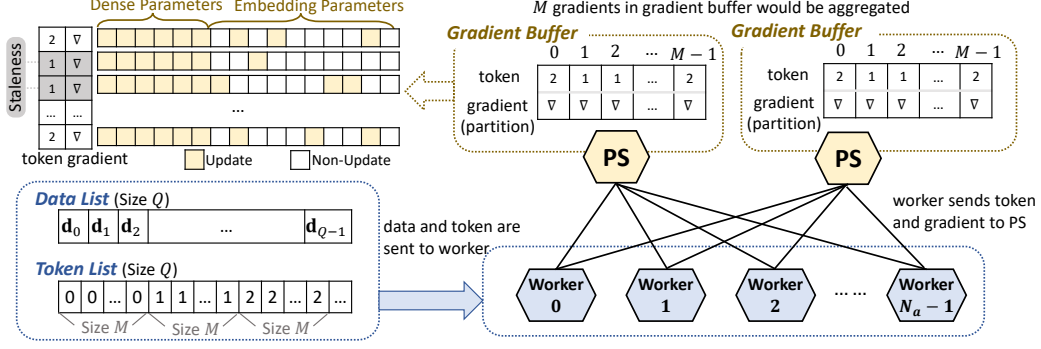 Dense Parameters Embedding Parameters
M gradients in gradient buffer would be aggregated
Staleness
2 ∇
1 ∇
1 ∇
... ...
2 ∇
...
token gradient
Update Non-Update
Gradient Buffer
0 1 2 ... M − 1
token 2 1 1 ... 2
gradient ∇ ∇ ∇ ... ∇
(partition)
Gradient Buffer
0 1 2 ... M − 1
token 2 1 1 ... 2
gradient ∇ ∇ ∇ ... ∇
(partition)
PS PS
Data List (Size Q)
d0 d1 d2 ... dQ−1
Token List (Size Q)
0 0 ... 0 1 1 ... 1 2 2 ... 2 ...
Size M Size M Size M
data and token are
sent to worker
worker sends token
and gradient to PS
Worker
0
Worker
1
Worker
2
... ...
Worker
Na − 1